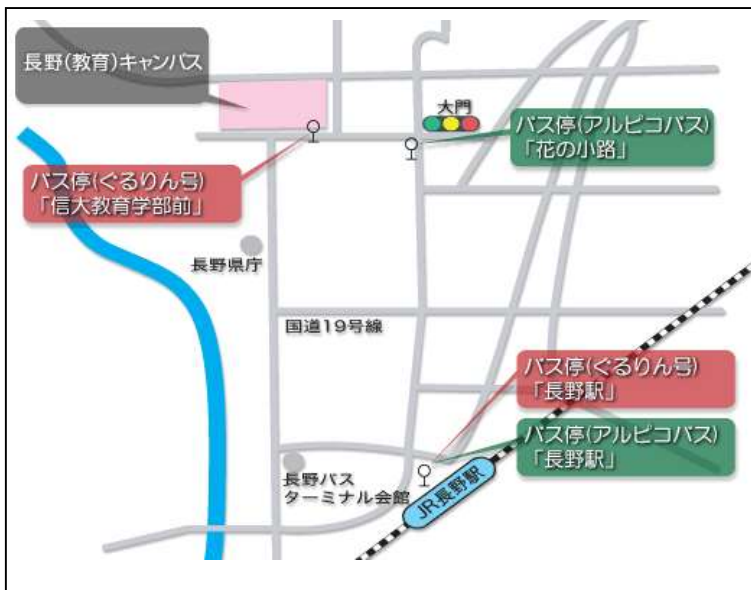 長野(教育)キャンパス
大門
バス停(アルピコバス)
「花の小路」
バス停(ぐるりん号)
「信大教育学部前」
長野県庁
国道19号線
バス停(ぐるりん号)
「長野駅」
バス停(アルピコバス)
「長野駅」
長野バス
ターミナル会館
JR長野駅